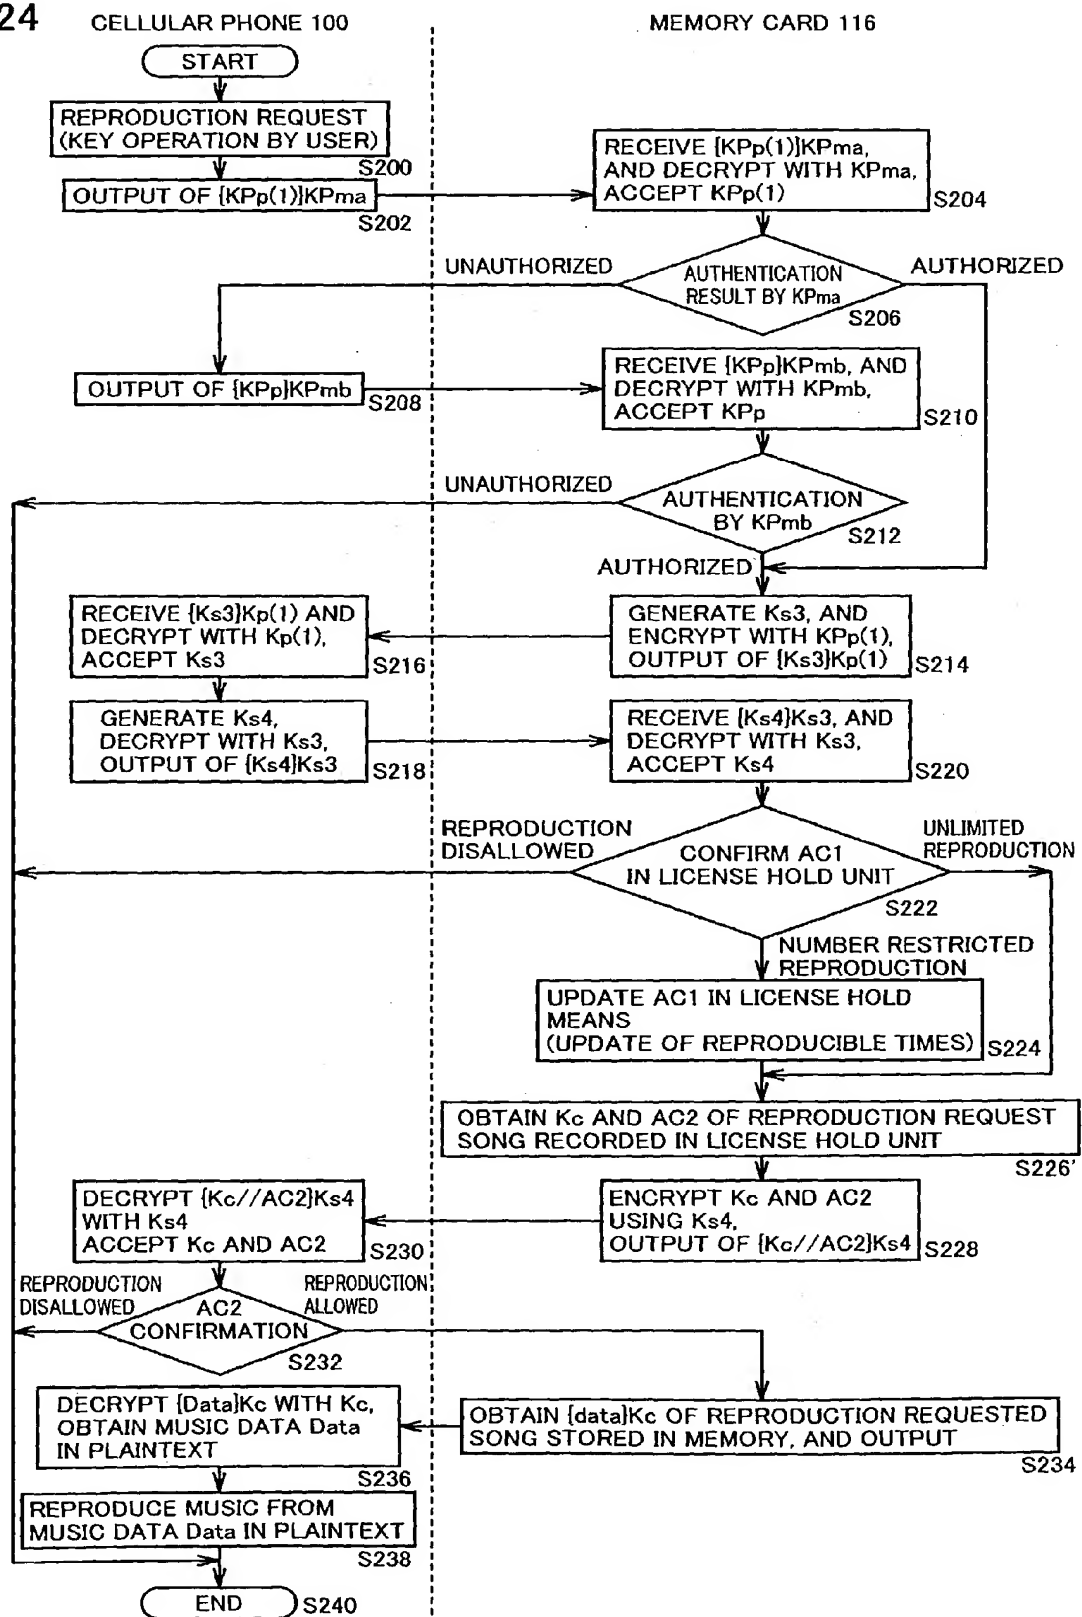 24
CELLULAR PHONE 100
MEMORY CARD 116
START
REPRODUCTION REQUEST
(KEY OPERATION BY USER)
S200
OUTPUT OF {KPp(1)}KPma
S202
RECEIVE {KPp(1)}KPma,
AND DECRYPT WITH KPma,
ACCEPT KPp(1)
S204
UNAUTHORIZED
AUTHENTICATION
RESULT BY KPma
AUTHORIZED
S206
OUTPUT OF {KPp}KPmb
S208
RECEIVE {KPp}KPmb, AND
DECRYPT WITH KPmb,
ACCEPT KPp
S210
UNAUTHORIZED
AUTHENTICATION
BY KPmb
S212
AUTHORIZED
RECEIVE {Ks3}Kp(1) AND
DECRYPT WITH Kp(1),
ACCEPT Ks3
S216
GENERATE Ks3, AND
ENCRYPT WITH KPp(1),
OUTPUT OF {Ks3}Kp(1)
S214
GENERATE Ks4,
DECRYPT WITH Ks3,
OUTPUT OF {Ks4}Ks3
S218
RECEIVE {Ks4}Ks3, AND
DECRYPT WITH Ks3,
ACCEPT Ks4
S220
REPRODUCTION
DISALLOWED
CONFIRM AC1
IN LICENSE HOLD UNIT
UNLIMITED
REPRODUCTION
S222
NUMBER RESTRICTED
REPRODUCTION
UPDATE AC1 IN LICENSE HOLD
MEANS
(UPDATE OF REPRODUCIBLE TIMES)
S224
OBTAIN Kc AND AC2 OF REPRODUCTION REQUEST
SONG RECORDED IN LICENSE HOLD UNIT
S226'
DECRYPT {Kc//AC2}Ks4
WITH Ks4
ACCEPT Kc AND AC2
S230
ENCRYPT Kc AND AC2
USING Ks4,
OUTPUT OF {Kc//AC2}Ks4
S228
REPRODUCTION
DISALLOWED
AC2
CONFIRMATION
REPRODUCTION
ALLOWED
S232
DECRYPT {Data}Kc WITH Kc,
OBTAIN MUSIC DATA Data
IN PLAINTEXT
S236
OBTAIN {data}Kc OF REPRODUCTION REQUESTED
SONG STORED IN MEMORY, AND OUTPUT
S234
REPRODUCE MUSIC FROM
MUSIC DATA Data IN PLAINTEXT
S238
END
S240